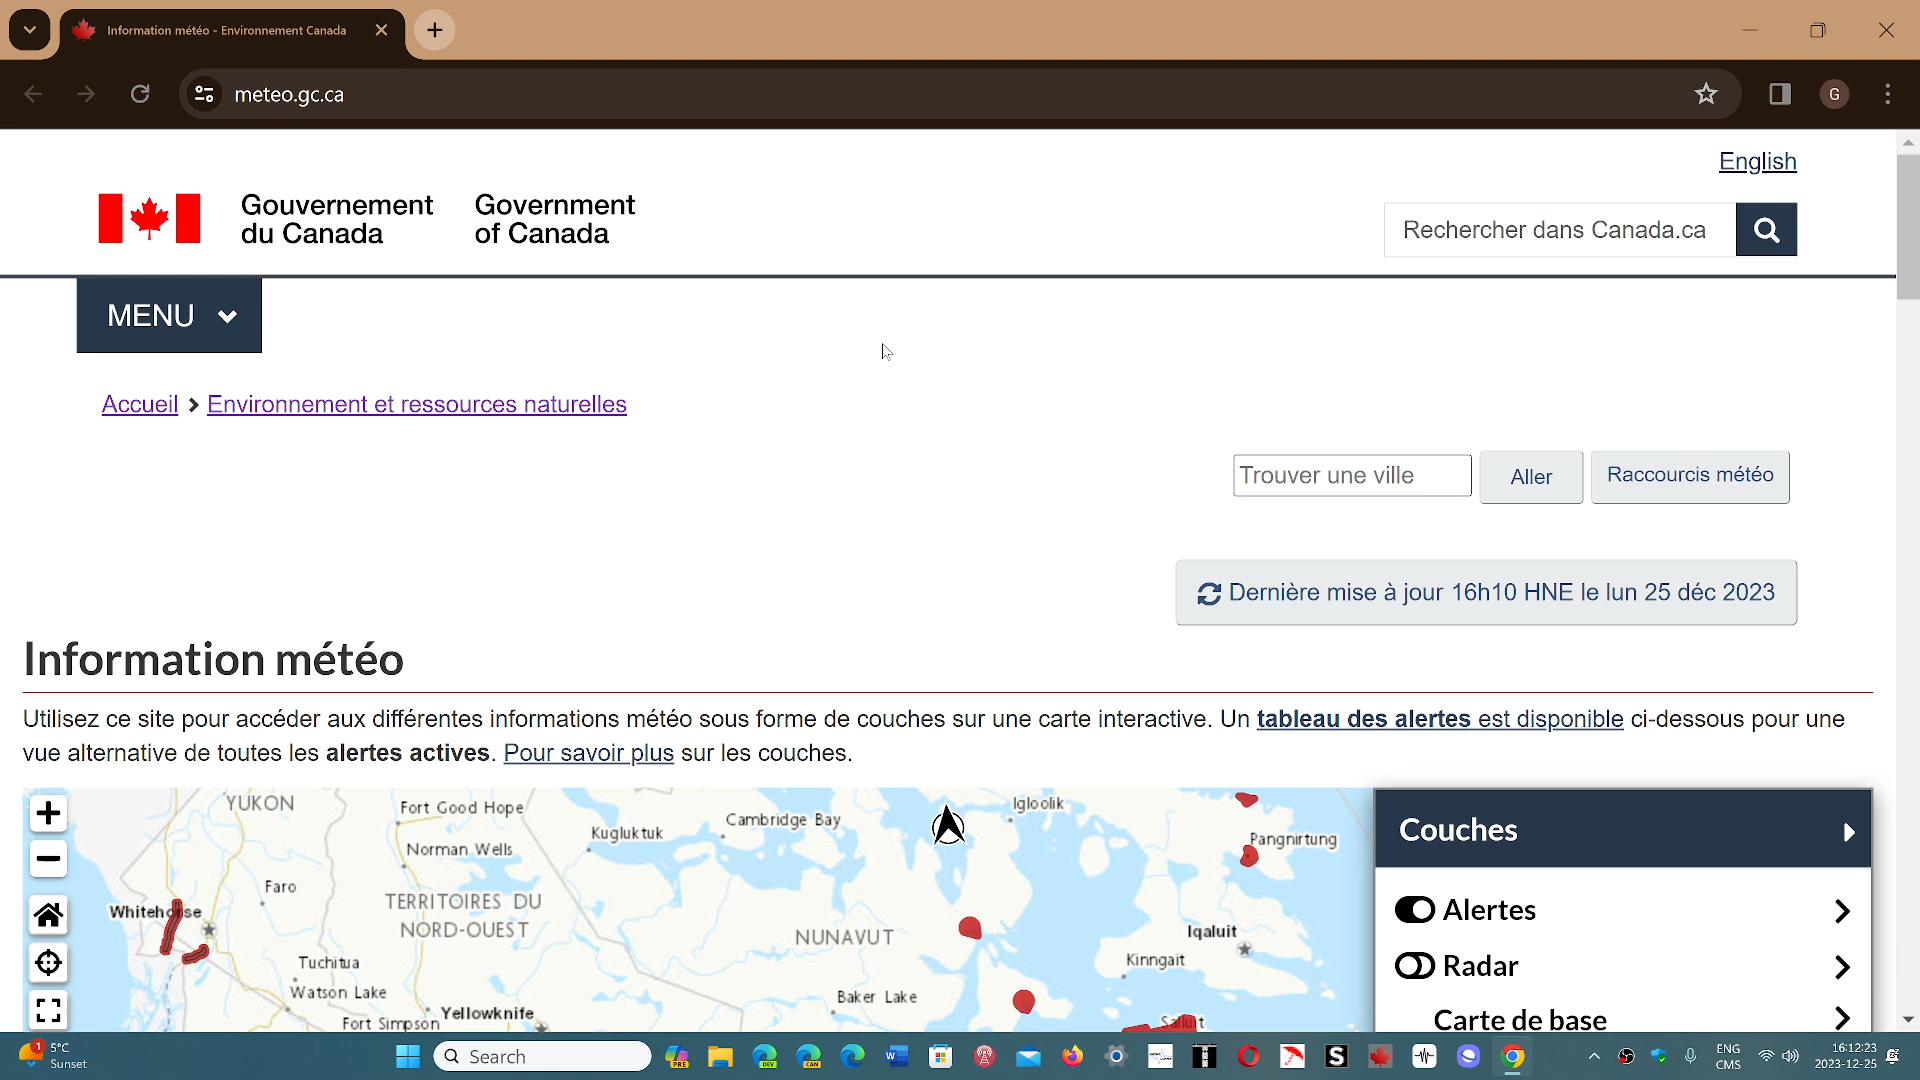 Information météo - Environnement Canada
meteo.gc.ca
G
English
Gouvernement Government
du Canada of Canada
Rechercher dans Canada.ca
MENU
Accueil Environnement et ressources naturelles
Trouver une ville Aller Raccourcis météo
Dernière mise à jour 16h10 HNE le lun 25 déc 2023
Information météo
Utilisez ce site pour accéder aux différentes informations météo sous forme de couches sur une carte interactive. Un tableau des alertes est disponible ci-dessous pour une
vue alternative de toutes les alertes actives. Pour savoir plus sur les couches.
YUKON
Fort Good Hope
Igloolik
Cambridge Bay
Kugluktuk
Pangnirtung
Norman Wells
Faro
TERRITOIRES DU
NORD-OUEST
Whitehorse
NUNAVUT
Iqaluit
Tuchitua
Kinngait
Watson Lake
Baker Lake
Yellowknife
Fort Simpson
Salluit
Couches
Alertes
Radar
Carte de base
1
5°C
Sunset
Search
PRE
DEV
CAN
W
S
ENG
CMS
16:12:23
2023-12-25